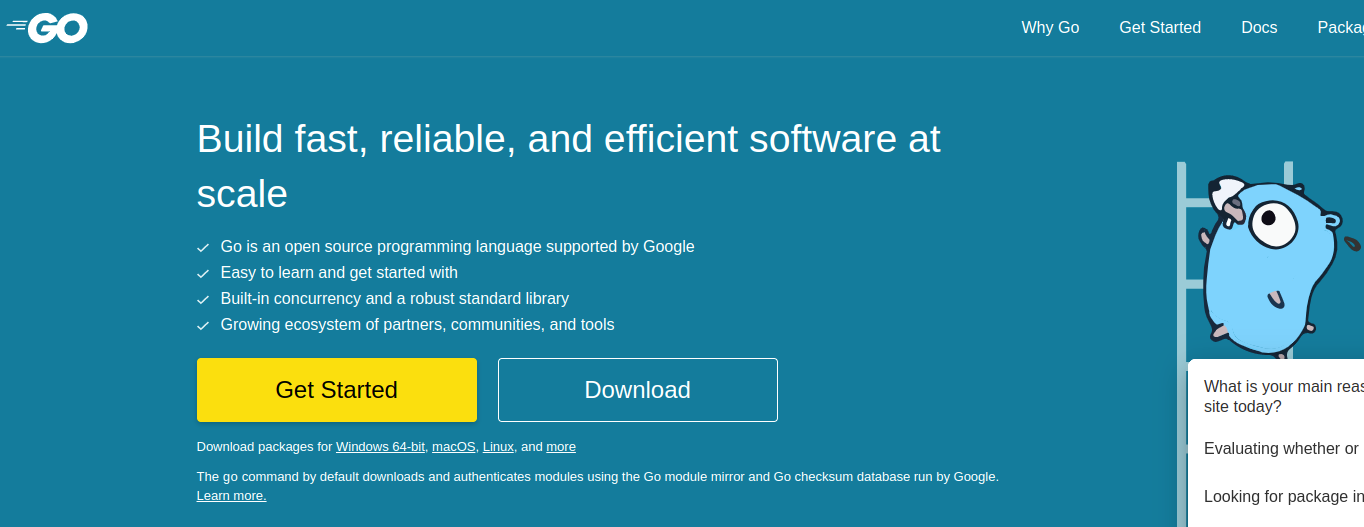 GO
Why Go
Get Started
Docs
Build fast, reliable, and efficient software at
scale
Go is an open source programming language supported by Google
Easy to learn and get started with
Built-in concurrency and a robust standard library
Growing ecosystem of partners, communities, and tools
Get Started
Download
Download packages for Windows 64-bit, macOS, Linux, and more
The go command by default downloads and authenticates modules using the Go module mirror and Go checksum database run by Google.
Learn more.
What is your main
site today?
Evaluating whether or
Looking for package